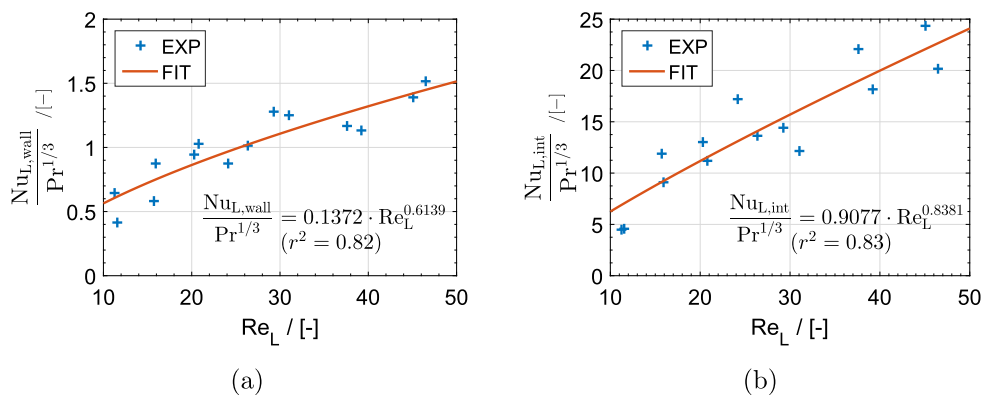 2
1.5
1
0.5
0
10 20 30 40 50
Nu_L,wall / Pr^1/3 / [−]
Re_L / [-]
EXP
FIT
Nu_L,wall / Pr^1/3 = 0.1372 · Re_L^0.6139
(r² = 0.82)
(a)
25
20
15
10
5
0
10 20 30 40 50
Nu_L,int / Pr^1/3 / [−]
Re_L / [-]
EXP
FIT
Nu_L,int / Pr^1/3 = 0.9077 · Re_L^0.8381
(r² = 0.83)
(b)